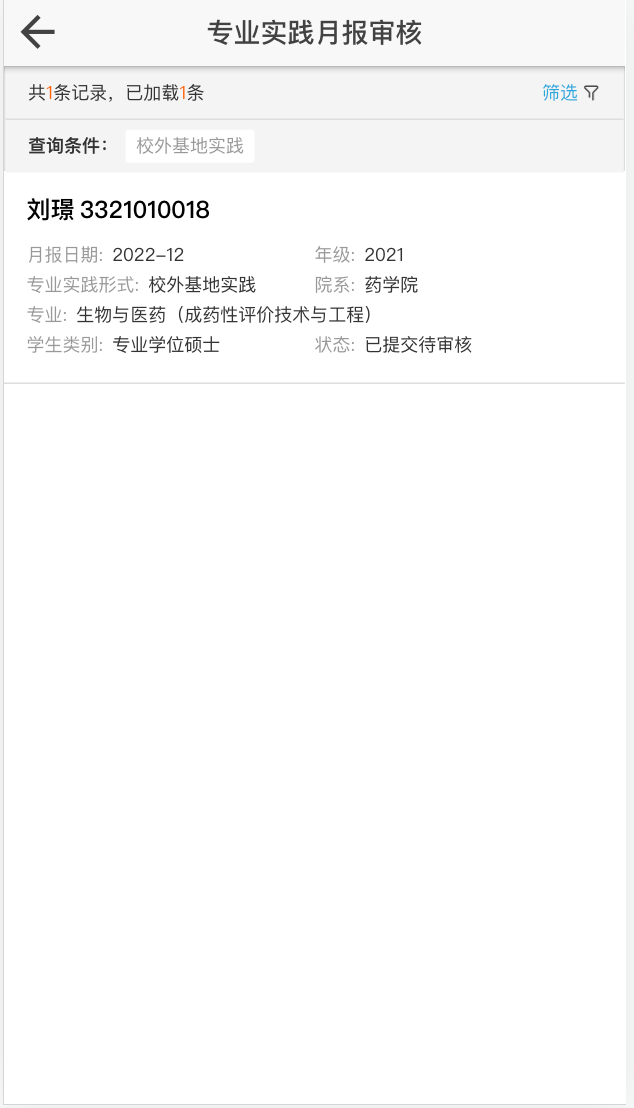 专业实践月报审核
共1条记录，已加载1条 筛选
查询条件： 校外基地实践
刘璟 3321010018
月报日期: 2022-12 年级: 2021
专业实践形式: 校外基地实践 院系: 药学院
专业: 生物与医药（成药性评价技术与工程）
学生类别: 专业学位硕士 状态: 已提交待审核